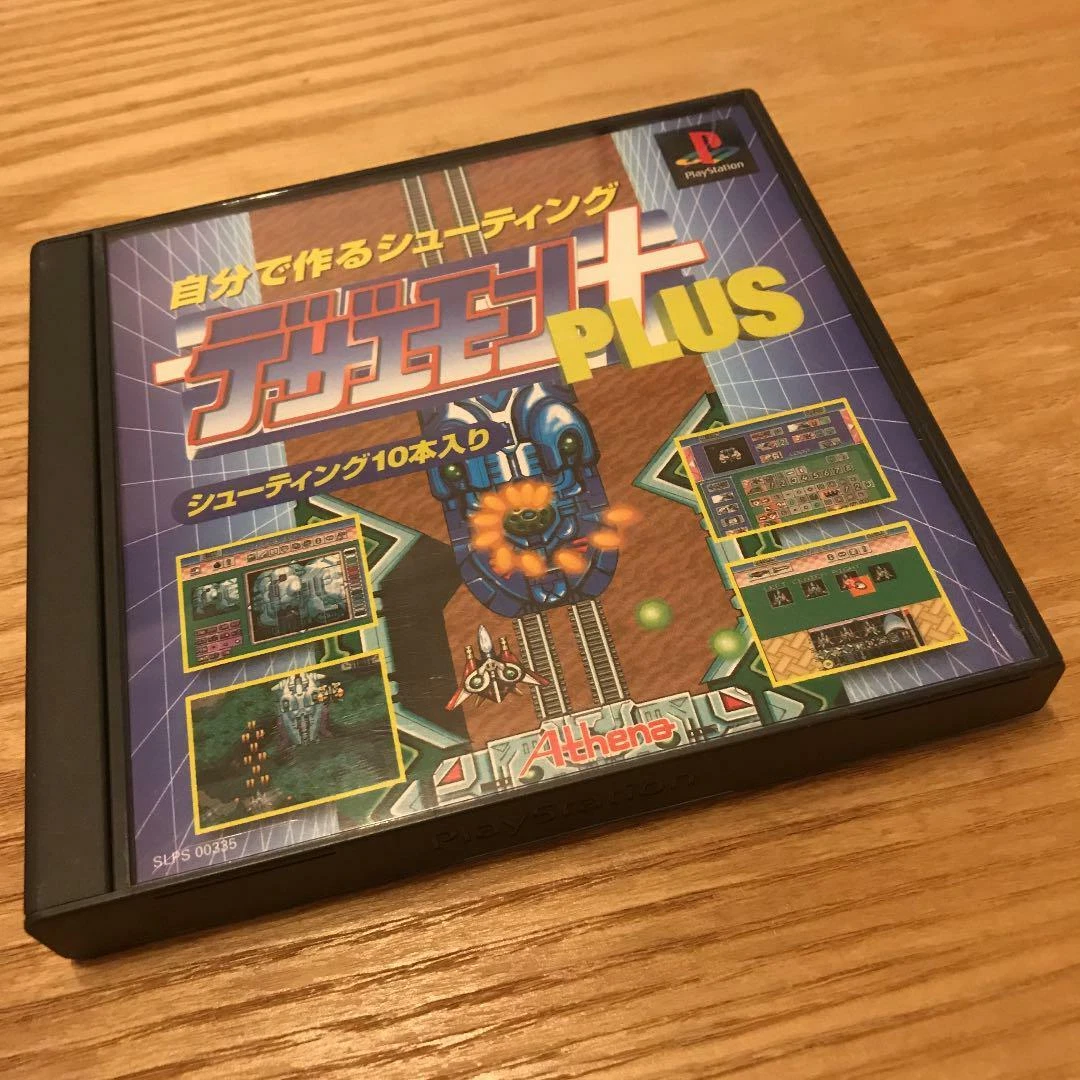 PlayStation
自分で作るシューティング
デザエモン+
PLUS
シューティング10本入り
Athena
PlayStation
SLPS 00335